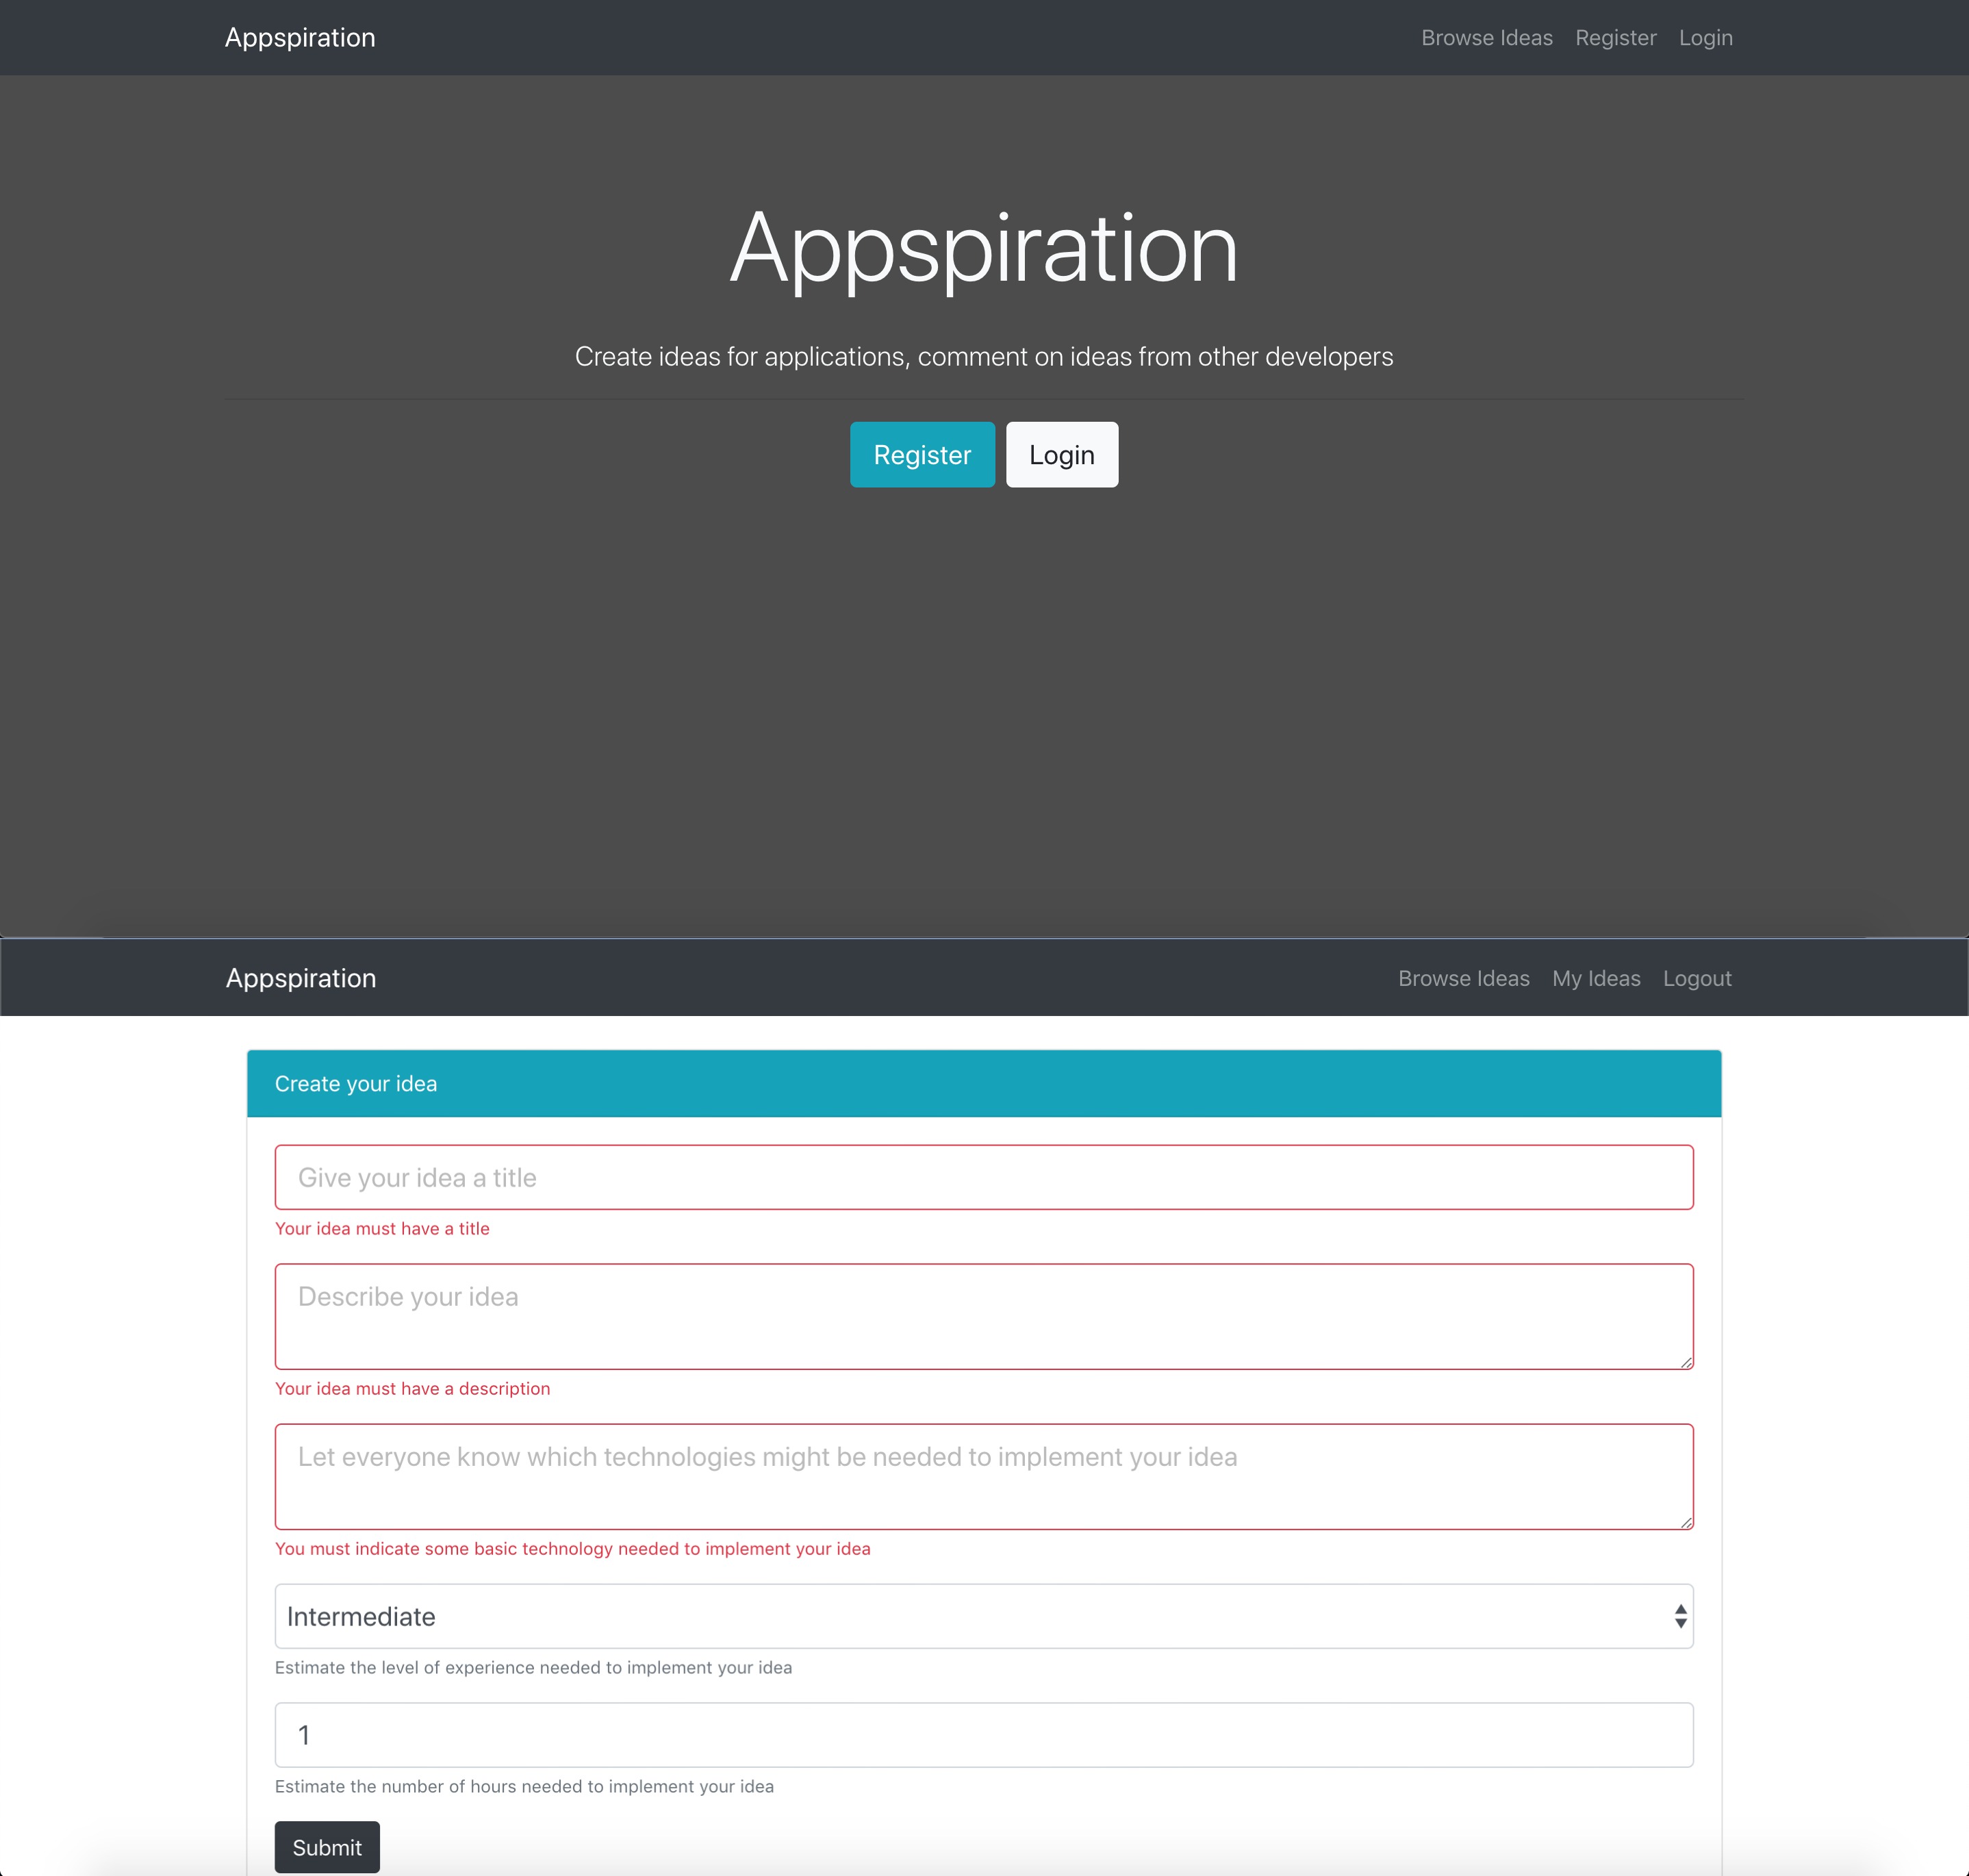 Appspiration
Browse Ideas Register Login
Appspiration
Create ideas for applications, comment on ideas from other developers
Register Login
Appspiration
Browse Ideas My Ideas Logout
Create your idea
Give your idea a title
Your idea must have a title
Describe your idea
Your idea must have a description
Let everyone know which technologies might be needed to implement your idea
You must indicate some basic technology needed to implement your idea
Intermediate
Estimate the level of experience needed to implement your idea
1
Estimate the number of hours needed to implement your idea
Submit